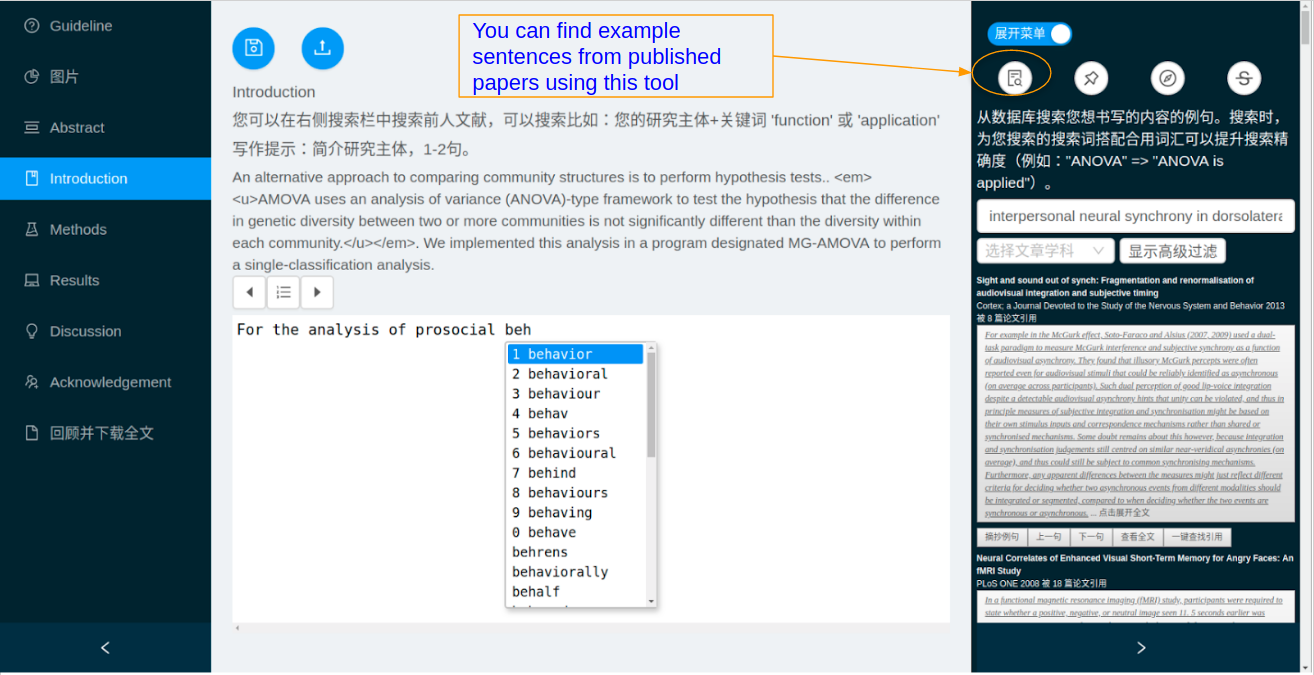 Guideline
图片
Abstract
Introduction
Methods
Results
Discussion
Acknowledgement
回顾并下载全文
You can find example
sentences from published
papers using this tool
Introduction
您可以在右侧搜索栏中搜索前人文献，可以搜索比如：您的研究主体+关键词 'function' 或 'application'
写作提示：简介研究主体，1-2句。
An alternative approach to comparing community structures is to perform hypothesis tests.. <em>
<u>AMOVA uses an analysis of variance (ANOVA)-type framework to test the hypothesis that the difference
in genetic diversity between two or more communities is not significantly different than the diversity within
each community.</u></em>. We implemented this analysis in a program designated MG-AMOVA to perform
a single-classification analysis.
For the analysis of prosocial beh
1 behavior
2 behavioral
3 behaviour
4 behav
5 behaviors
6 behavioural
7 behind
8 behaviours
9 behaving
0 behave
behrens
behaviorally
behalf
展开菜单
从数据库搜索您想书写的内容的例句。搜索时，
为您搜索的搜索词搭配合用词汇可以提升搜索精
确度（例如："ANOVA" => "ANOVA is
applied"）。
interpersonal neural synchrony in dorsolatera
选择文章学科
显示高级过滤
Sight and sound out of synch: Fragmentation and renormalisation of
audiovisual integration and subjective timing
Cortex; a Journal Devoted to the Study of the Nervous System and Behavior 2013
被 8 篇论文引用
For example in the McGurk effect, Soto-Faraco and Alsius (2007, 2009) used a dual-
task paradigm to measure McGurk interference and subjective synchrony as a function
of audiovisual asynchrony. They found that illusory McGurk percepts were often
reported even for audiovisual stimuli that could be reliably identified as asynchronous
(on average across participants). Such dual perception of good lip-voice integration
despite a detectable audiovisual asynchrony hints that unity can be violated, and thus in
principle measures of subjective integration and synchronisation might be based on
their own stimulus inputs and correspondence mechanisms rather than shared or
synchronised mechanisms. Some doubt remains about this however, because integration
and synchronisation judgements still centred on similar near-veridical asynchronies (on
average), and thus could still be subject to common synchronising mechanisms.
Furthermore, any apparent differences between the measures might just reflect different
criteria for deciding whether two asynchronous events from different modalities should
be integrated or segmented, compared to when deciding whether the two events are
synchronous or asynchronous. ... 点击展开全文
摘抄例句
上一句
下一句
查看全文
一键查找引用
Neural Correlates of Enhanced Visual Short-Term Memory for Angry Faces: An
fMRI Study
PLoS ONE 2008 被 18 篇论文引用
In a functional magnetic resonance imaging (fMRI) study, participants were required to
state whether a positive, negative, or neutral image seen 11. 5 seconds earlier was